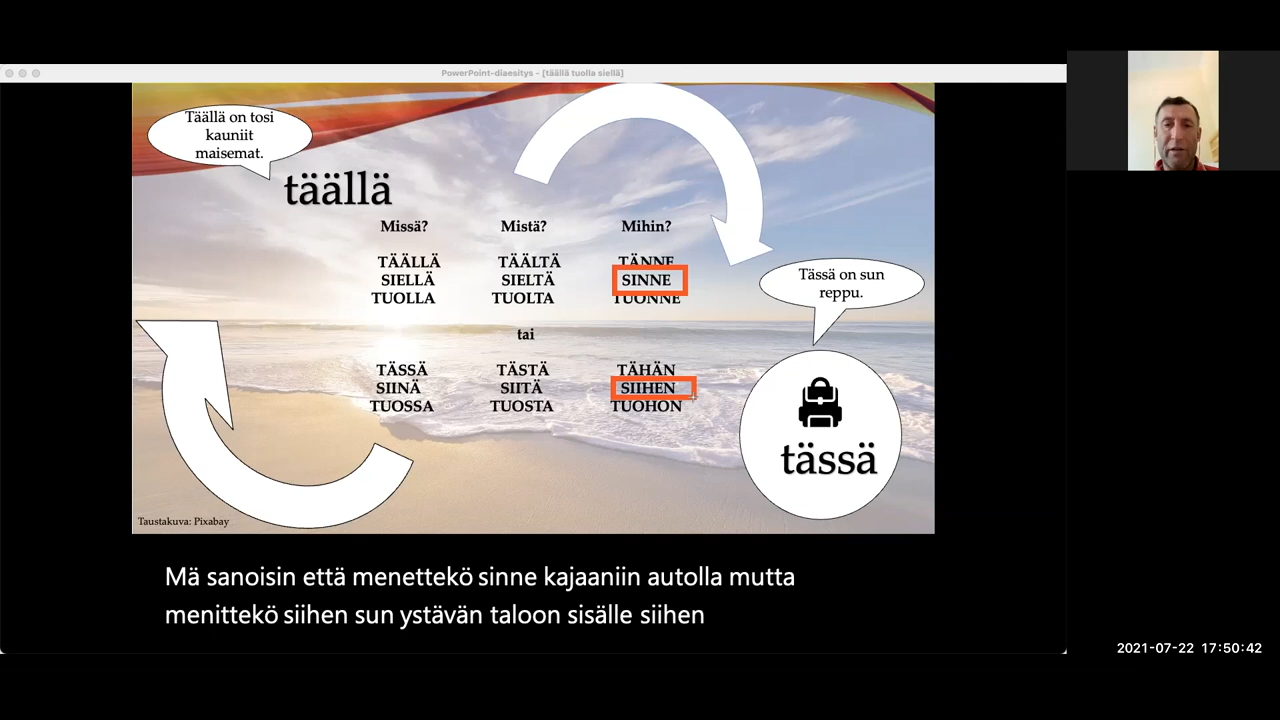 PowerPoint-diaesitys - [täällä tuolla siellä]
Täällä on tosi
kauniit
maisemat.
täällä
Missä? Mistä? Mihin?
TÄÄLLÄ TÄÄLTÄ TÄNNE
SIELLÄ SIELTÄ SINNE
TUOLLA TUOLTA TUONNE
tai
TÄSSÄ TÄSTÄ TÄHÄN
SIINÄ SIITÄ SIIHEN
TUOSSA TUOSTA TUOHON
Tässä on sun
reppu.
tässä
Taustakuva: Pixabay
Mä sanoisin että menettekö sinne kajaaniin autolla mutta
menittekö siihen sun ystävän taloon sisälle siihen
2021-07-22 17:50:42